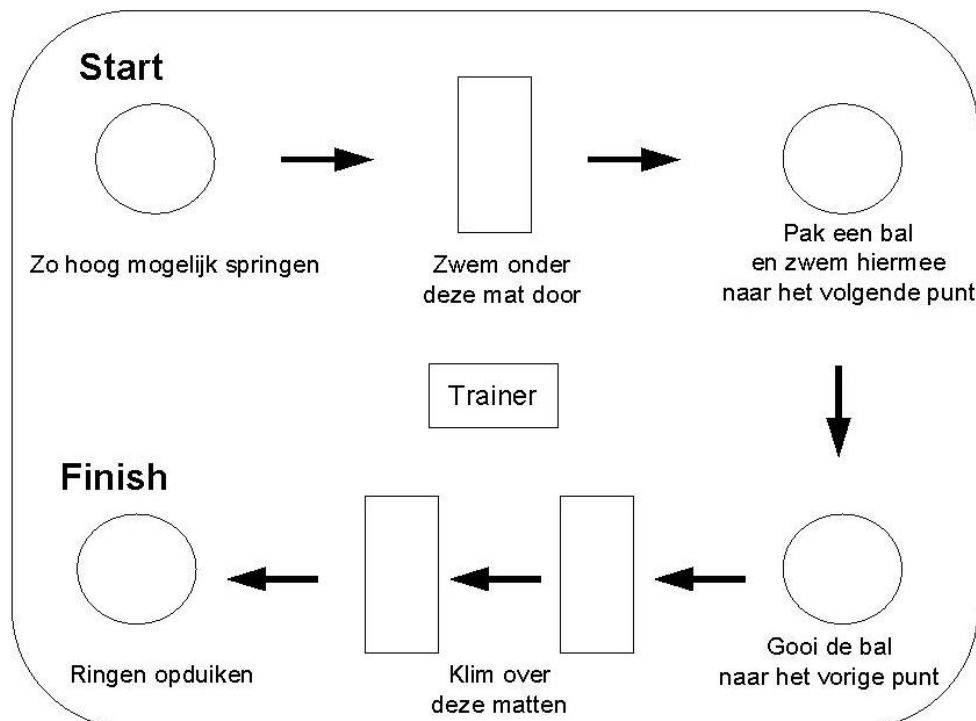 Start
Zo hoog mogelijk springen
Zwem onder
deze mat door
Pak een bal
en zwem hiermee
naar het volgende punt
Trainer
Finish
Ringen opduiken
Klim over
deze matten
Gooi de bal
naar het vorige punt